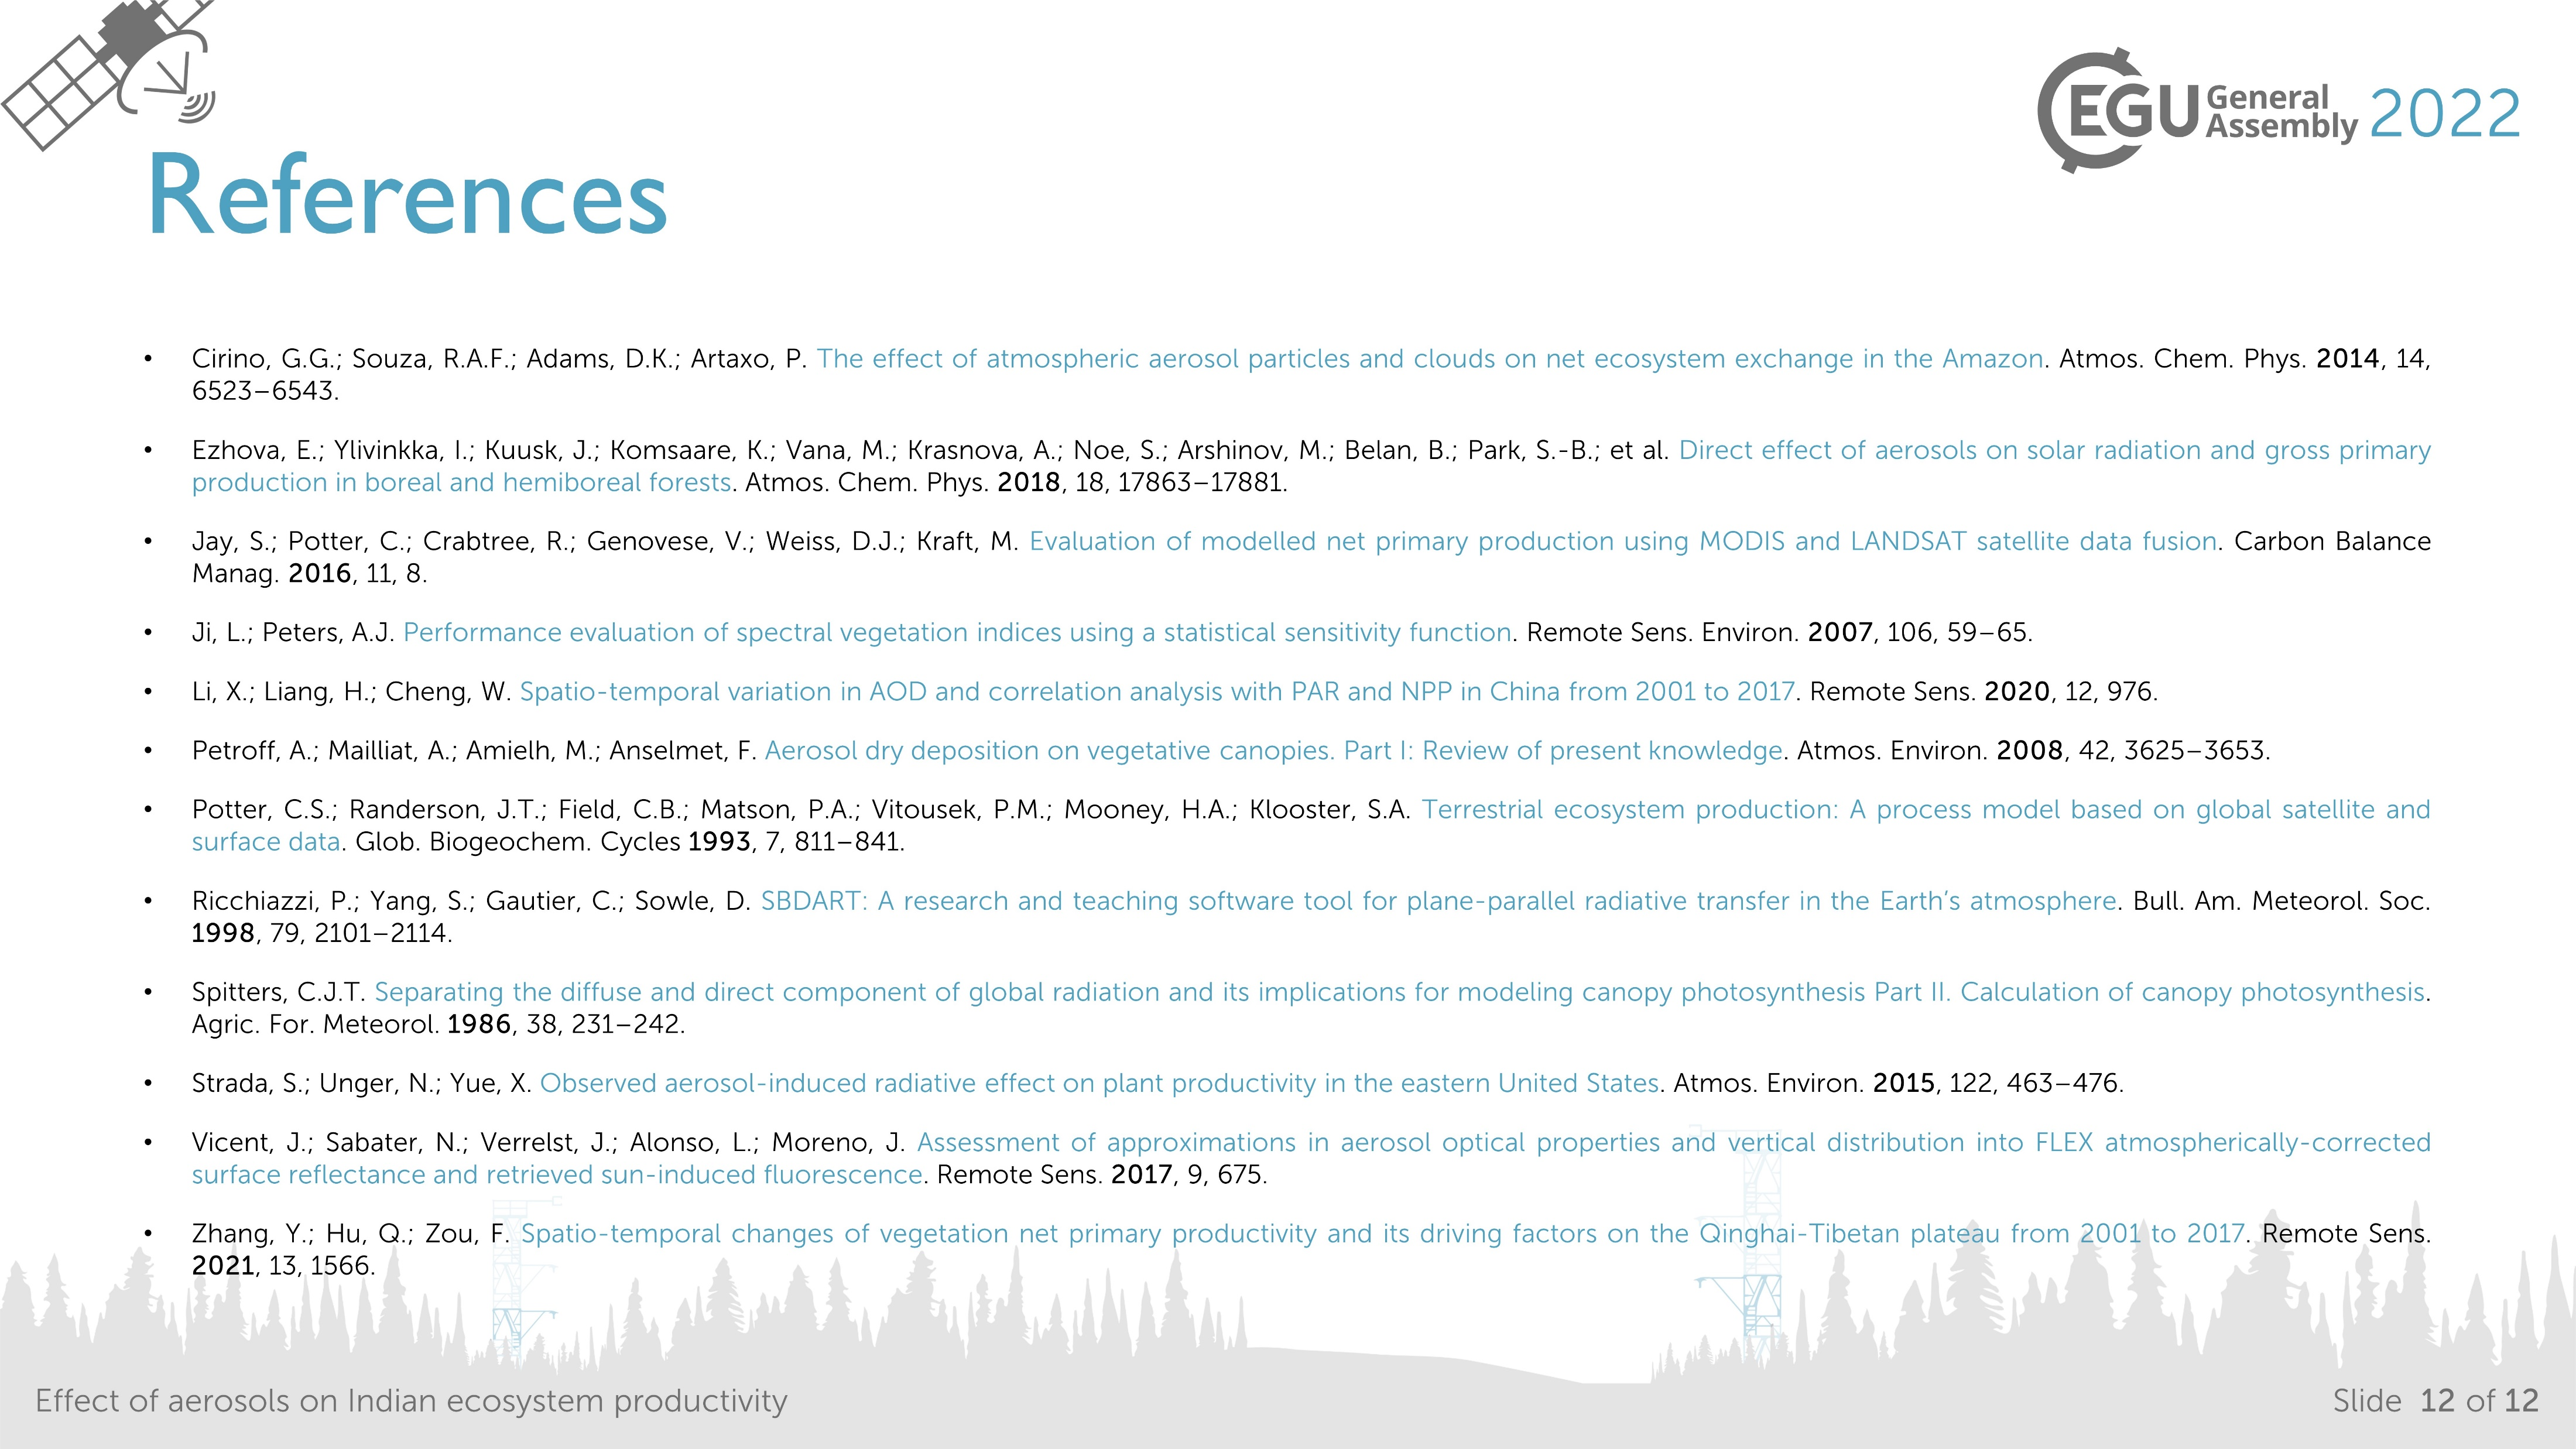 EGU General Assembly 2022
References
• Cirino, G.G.; Souza, R.A.F.; Adams, D.K.; Artaxo, P. The effect of atmospheric aerosol particles and clouds on net ecosystem exchange in the Amazon. Atmos. Chem. Phys. 2014, 14,
6523–6543.
• Ezhova, E.; Ylivinkka, I.; Kuusk, J.; Komsaare, K.; Vana, M.; Krasnova, A.; Noe, S.; Arshinov, M.; Belan, B.; Park, S.-B.; et al. Direct effect of aerosols on solar radiation and gross primary
production in boreal and hemiboreal forests. Atmos. Chem. Phys. 2018, 18, 17863–17881.
• Jay, S.; Potter, C.; Crabtree, R.; Genovese, V.; Weiss, D.J.; Kraft, M. Evaluation of modelled net primary production using MODIS and LANDSAT satellite data fusion. Carbon Balance
Manag. 2016, 11, 8.
• Ji, L.; Peters, A.J. Performance evaluation of spectral vegetation indices using a statistical sensitivity function. Remote Sens. Environ. 2007, 106, 59–65.
• Li, X.; Liang, H.; Cheng, W. Spatio-temporal variation in AOD and correlation analysis with PAR and NPP in China from 2001 to 2017. Remote Sens. 2020, 12, 976.
• Petroff, A.; Mailliat, A.; Amielh, M.; Anselmet, F. Aerosol dry deposition on vegetative canopies. Part I: Review of present knowledge. Atmos. Environ. 2008, 42, 3625–3653.
• Potter, C.S.; Randerson, J.T.; Field, C.B.; Matson, P.A.; Vitousek, P.M.; Mooney, H.A.; Klooster, S.A. Terrestrial ecosystem production: A process model based on global satellite and
surface data. Glob. Biogeochem. Cycles 1993, 7, 811–841.
• Ricchiazzi, P.; Yang, S.; Gautier, C.; Sowle, D. SBDART: A research and teaching software tool for plane-parallel radiative transfer in the Earth’s atmosphere. Bull. Am. Meteorol. Soc.
1998, 79, 2101–2114.
• Spitters, C.J.T. Separating the diffuse and direct component of global radiation and its implications for modeling canopy photosynthesis Part II. Calculation of canopy photosynthesis.
Agric. For. Meteorol. 1986, 38, 231–242.
• Strada, S.; Unger, N.; Yue, X. Observed aerosol-induced radiative effect on plant productivity in the eastern United States. Atmos. Environ. 2015, 122, 463–476.
• Vicent, J.; Sabater, N.; Verrelst, J.; Alonso, L.; Moreno, J. Assessment of approximations in aerosol optical properties and vertical distribution into FLEX atmospherically-corrected
surface reflectance and retrieved sun-induced fluorescence. Remote Sens. 2017, 9, 675.
• Zhang, Y.; Hu, Q.; Zou, F. Spatio-temporal changes of vegetation net primary productivity and its driving factors on the Qinghai-Tibetan plateau from 2001 to 2017. Remote Sens.
2021, 13, 1566.
Effect of aerosols on Indian ecosystem productivity
Slide 12 of 12